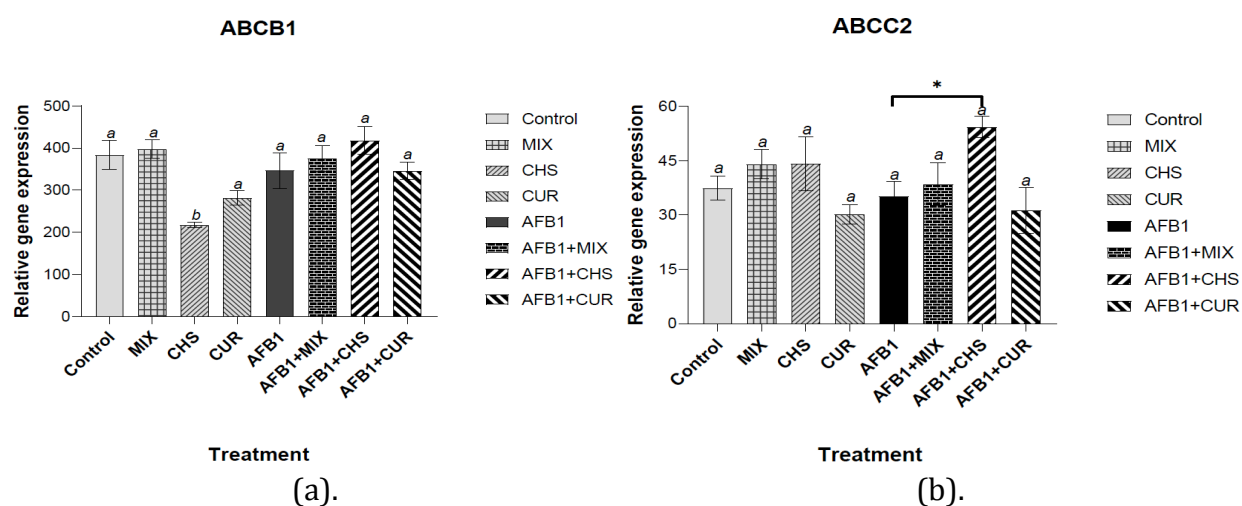 ABCB1
Relative gene expression
500
400
300
200
100
0
a
a
b
a
a
a
a
a
Control
MIX
CHS
CUR
AFB1
AFB1+MIX
AFB1+CHS
AFB1+CUR
Treatment
Control
MIX
CHS
CUR
AFB1
AFB1+MIX
AFB1+CHS
AFB1+CUR
(a).
ABCC2
Relative gene expression
60
45
30
15
0
*
a
a
a
a
a
a
a
a
Control
MIX
CHS
CUR
AFB1
AFB1+MIX
AFB1+CHS
AFB1+CUR
Treatment
Control
MIX
CHS
CUR
AFB1
AFB1+MIX
AFB1+CHS
AFB1+CUR
(b).